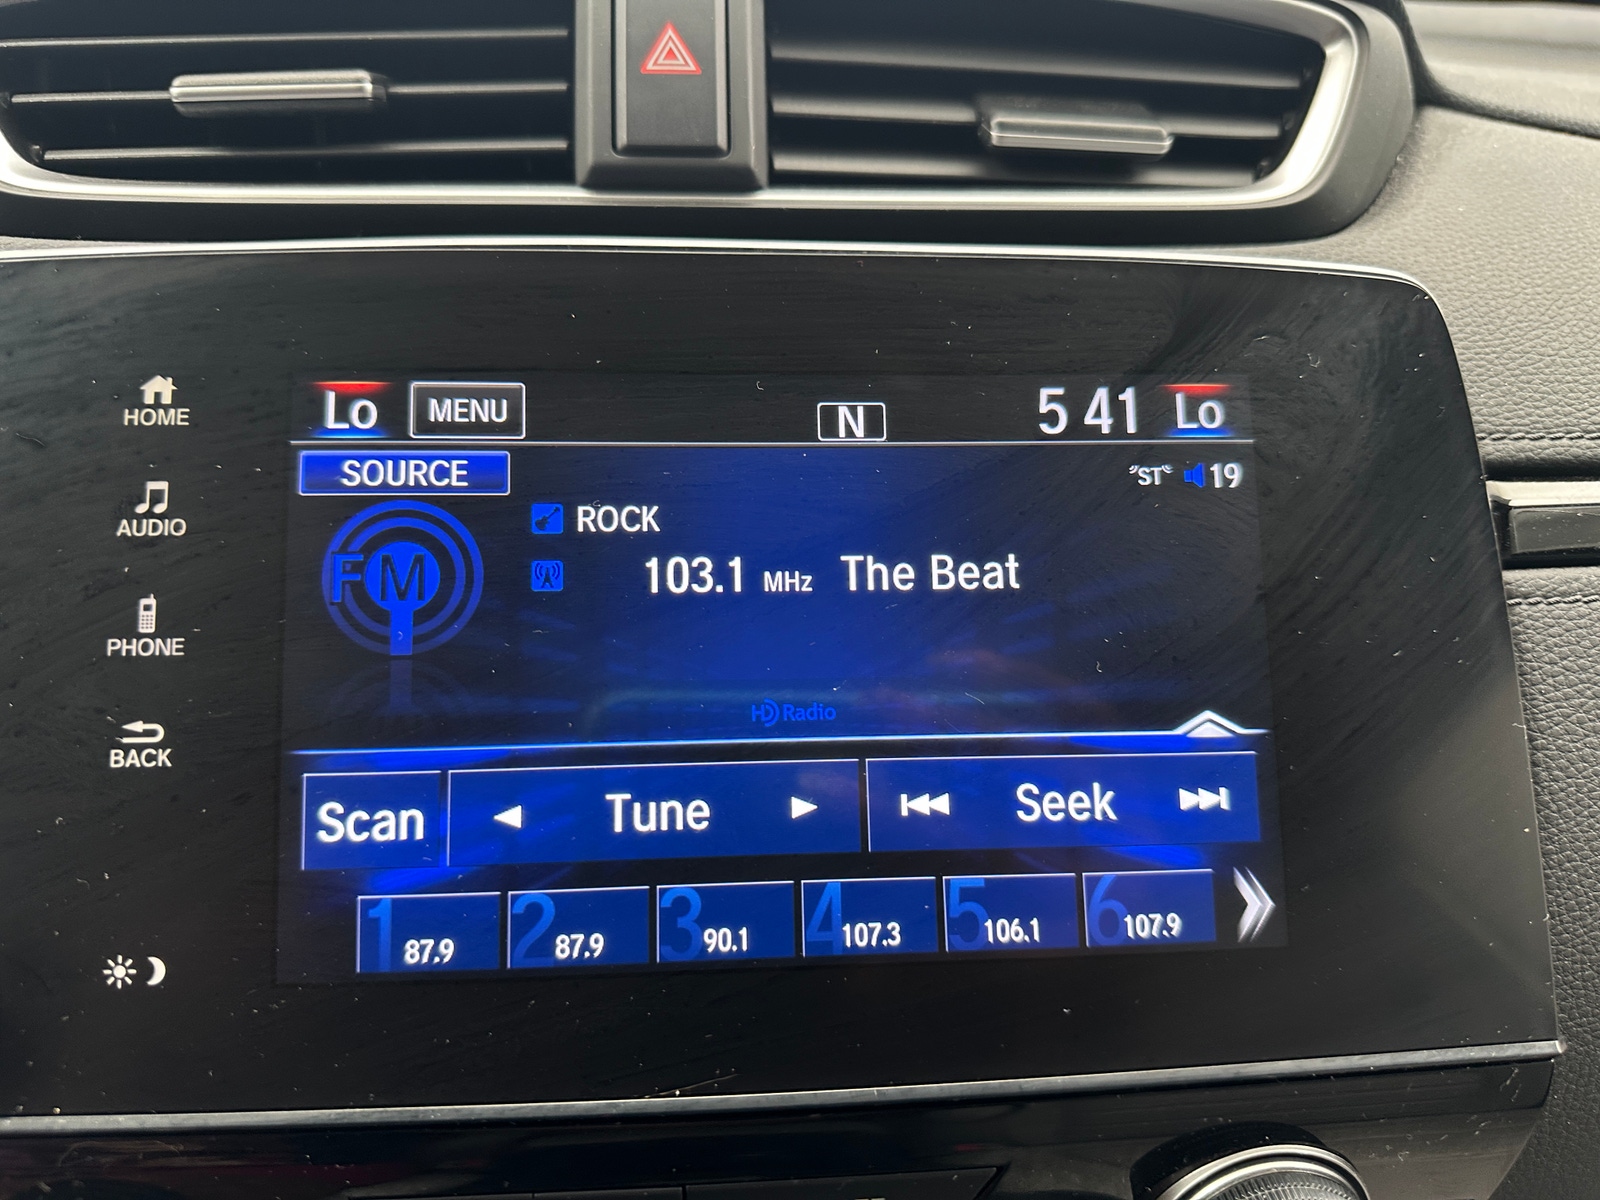 HOME
AUDIO
PHONE
BACK
Lo MENU N 5 41 Lo
SOURCE
"ST" 19
FM
ROCK
103.1 MHz The Beat
HD Radio
Scan Tune Seek
1 87.9 2 87.9 3 90.1 4 107.3 5 106.1 6 107.9